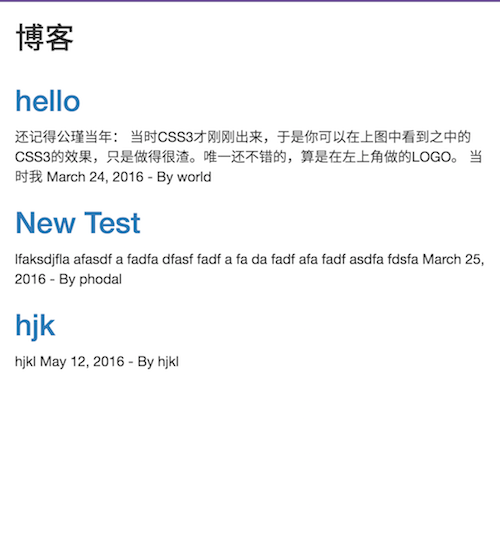 博客
hello
还记得公瑾当年： 当时CSS3才刚刚出来，于是你可以在上图中看到之中的
CSS3的效果，只是做得很渣。唯一还不错的，算是在左上角做的LOGO。 当
时我 March 24, 2016 - By world
New Test
lfaksdjfla afasdf a fadfa dfasf fadf a fa da fadf afa fadf asdfa fdsfa March 25,
2016 - By phodal
hjk
hjkl May 12, 2016 - By hjkl